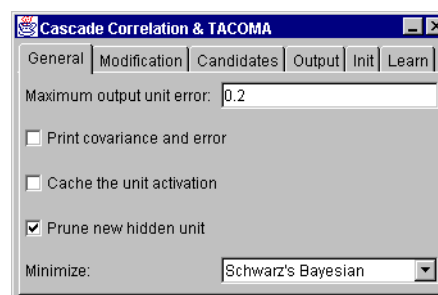 Cascade Correlation & TACOMA
General Modification Candidates Output Init Learn
Maximum output unit error: 0.2
Print covariance and error
Cache the unit activation
Prune new hidden unit
Minimize: Schwarz's Bayesian